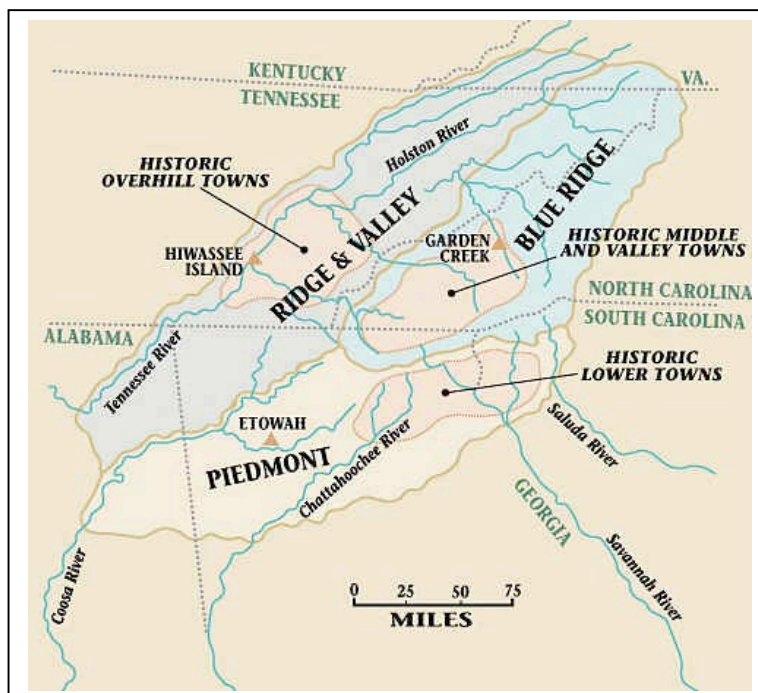 KENTUCKY
VA.
TENNESSEE
Holston River
HISTORIC
OVERHILL TOWNS
BLUE RIDGE
RIDGE & VALLEY
GARDEN
CREEK
HISTORIC MIDDLE
AND VALLEY TOWNS
HIWASSEE
ISLAND
NORTH CAROLINA
SOUTH CAROLINA
ALABAMA
Tennessee River
HISTORIC
LOWER TOWNS
ETOWAH
PIEDMONT
Chattahoochee River
Saluda River
GEORGIA
Coosa River
Savannah River
0 25 50 75
MILES